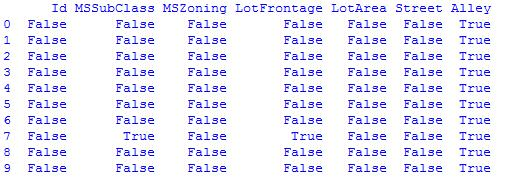 Id MSSubClass MSZoning LotFrontage LotArea Street Alley
0 False False False False False False True
1 False False False False False False True
2 False False False False False False True
3 False False False False False False True
4 False False False False False False True
5 False False False False False False True
6 False False False False False False True
7 False True False True False False True
8 False False False False False False True
9 False False False False False False True